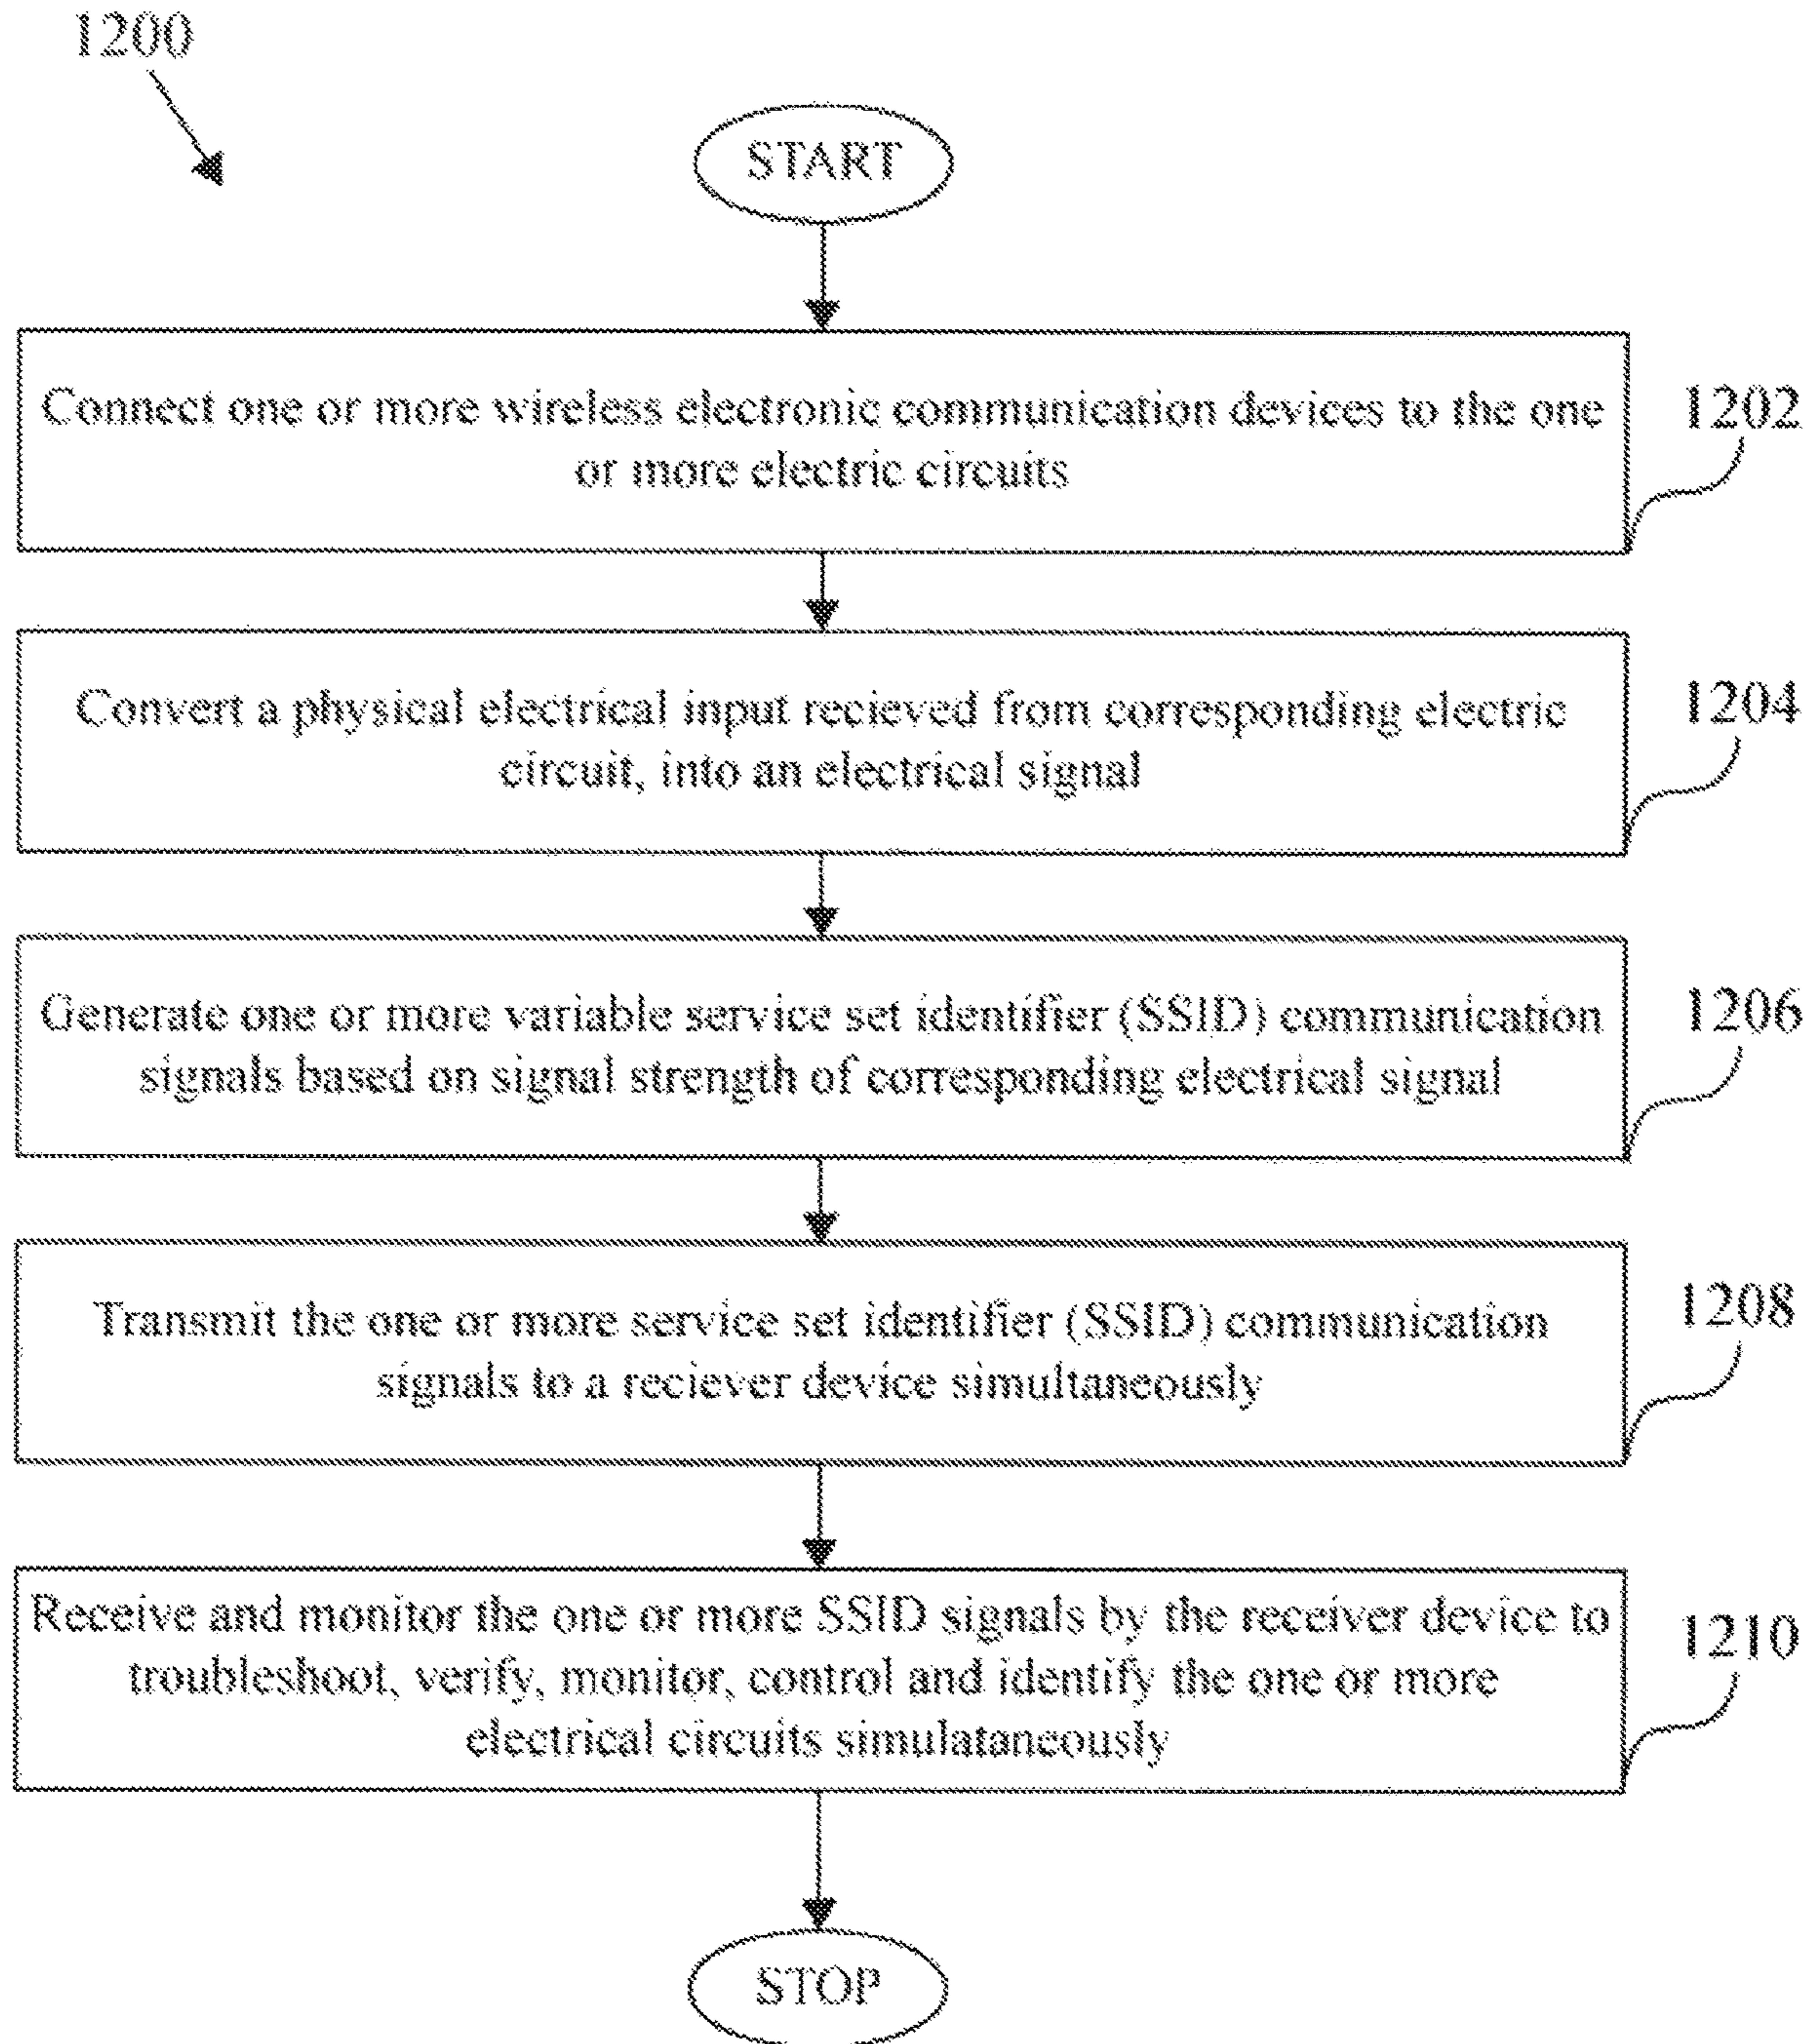 1200
START
Connect one or more wireless electronic communication devices to the one
or more electric circuits
1202
Convert a physical electrical input recieved from corresponding electric
circuit, into an electrical signal
1204
Generate one or more variable service set identifier (SSID) communication
signals based on signal strength of corresponding electrical signal
1206
Transmit the one or more service set identifier (SSID) communication
signals to a reciever device simultaneously
1208
Receive and monitor the one or more SSID signals by the receiver device to
troubleshoot, verify, monitor, control and identify the one or more
electrical circuits simulataneously
1210
STOP